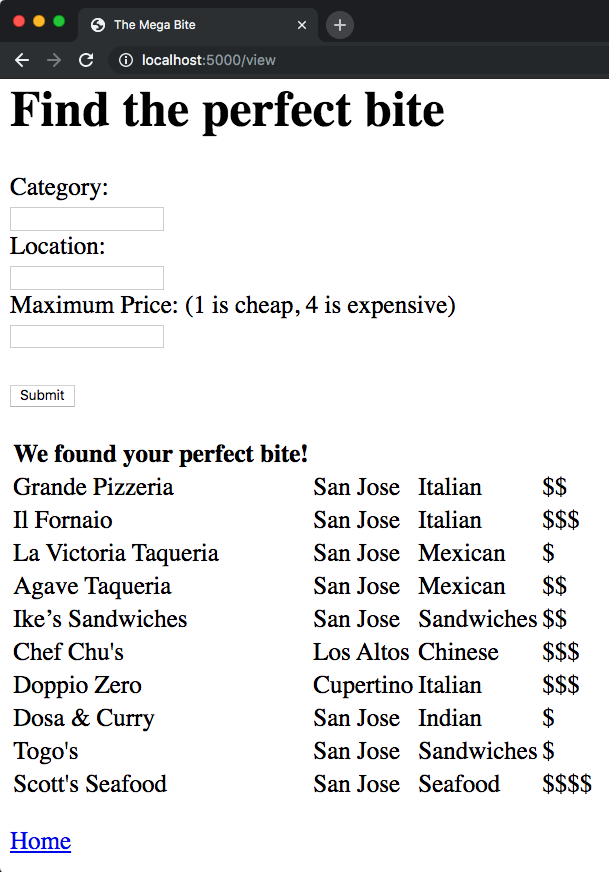 The Mega Bite
localhost:5000/view
Find the perfect bite
Category:
Location:
Maximum Price: (1 is cheap, 4 is expensive)
Submit
We found your perfect bite!
Grande Pizzeria San Jose Italian $$
Il Fornaio San Jose Italian $$$
La Victoria Taqueria San Jose Mexican $
Agave Taqueria San Jose Mexican $$
Ike’s Sandwiches San Jose Sandwiches $$
Chef Chu's Los Altos Chinese $$$
Doppio Zero Cupertino Italian $$$
Dosa & Curry San Jose Indian $
Togo's San Jose Sandwiches $
Scott's Seafood San Jose Seafood $$$$
Home